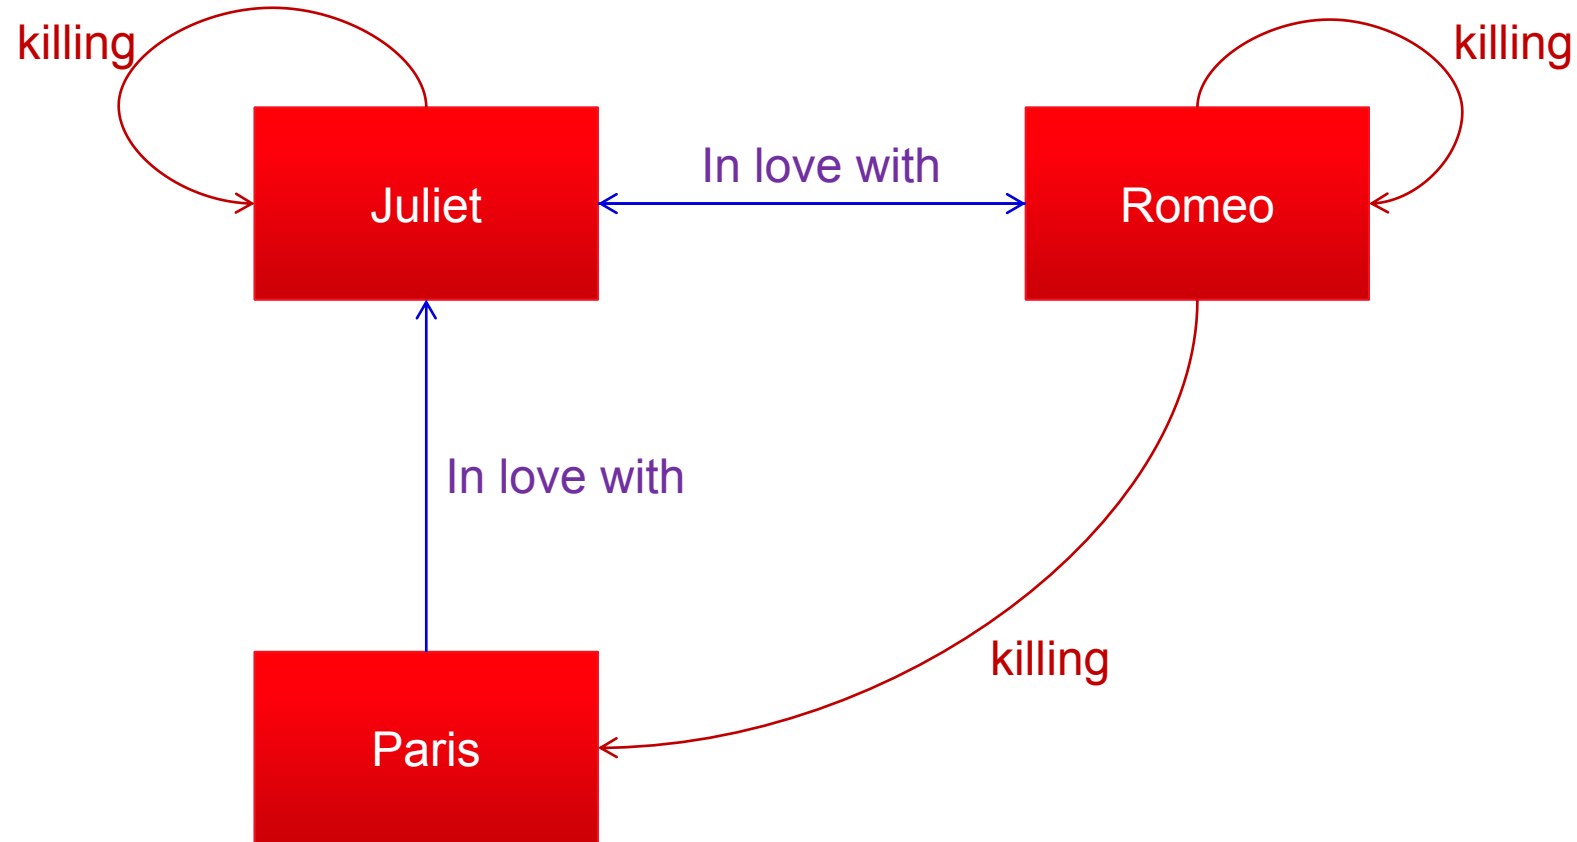 killing
killing
In love with
Juliet
Romeo
In love with
killing
Paris